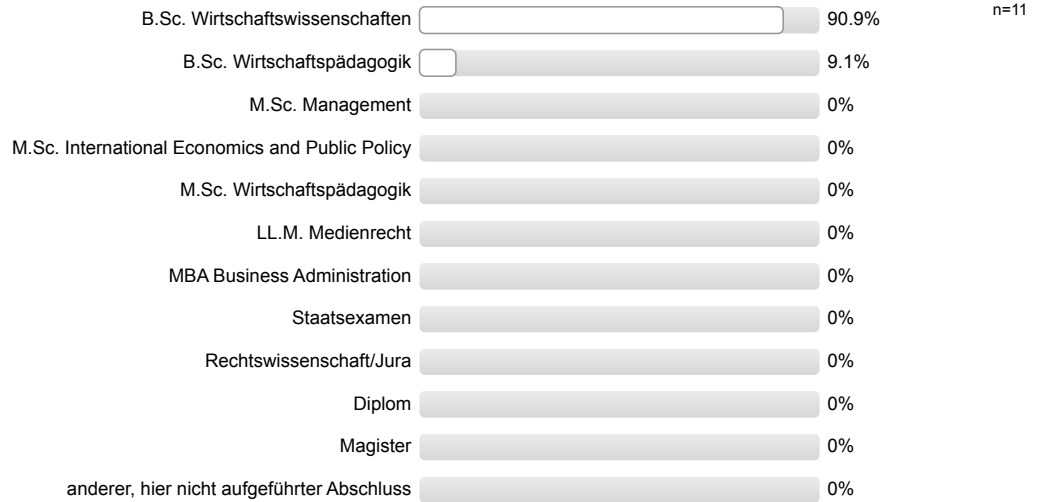 B.Sc. Wirtschaftswissenschaften 90.9% n=11
B.Sc. Wirtschaftspädagogik 9.1%
M.Sc. Management 0%
M.Sc. International Economics and Public Policy 0%
M.Sc. Wirtschaftspädagogik 0%
LL.M. Medienrecht 0%
MBA Business Administration 0%
Staatsexamen 0%
Rechtswissenschaft/Jura 0%
Diplom 0%
Magister 0%
anderer, hier nicht aufgeführter Abschluss 0%